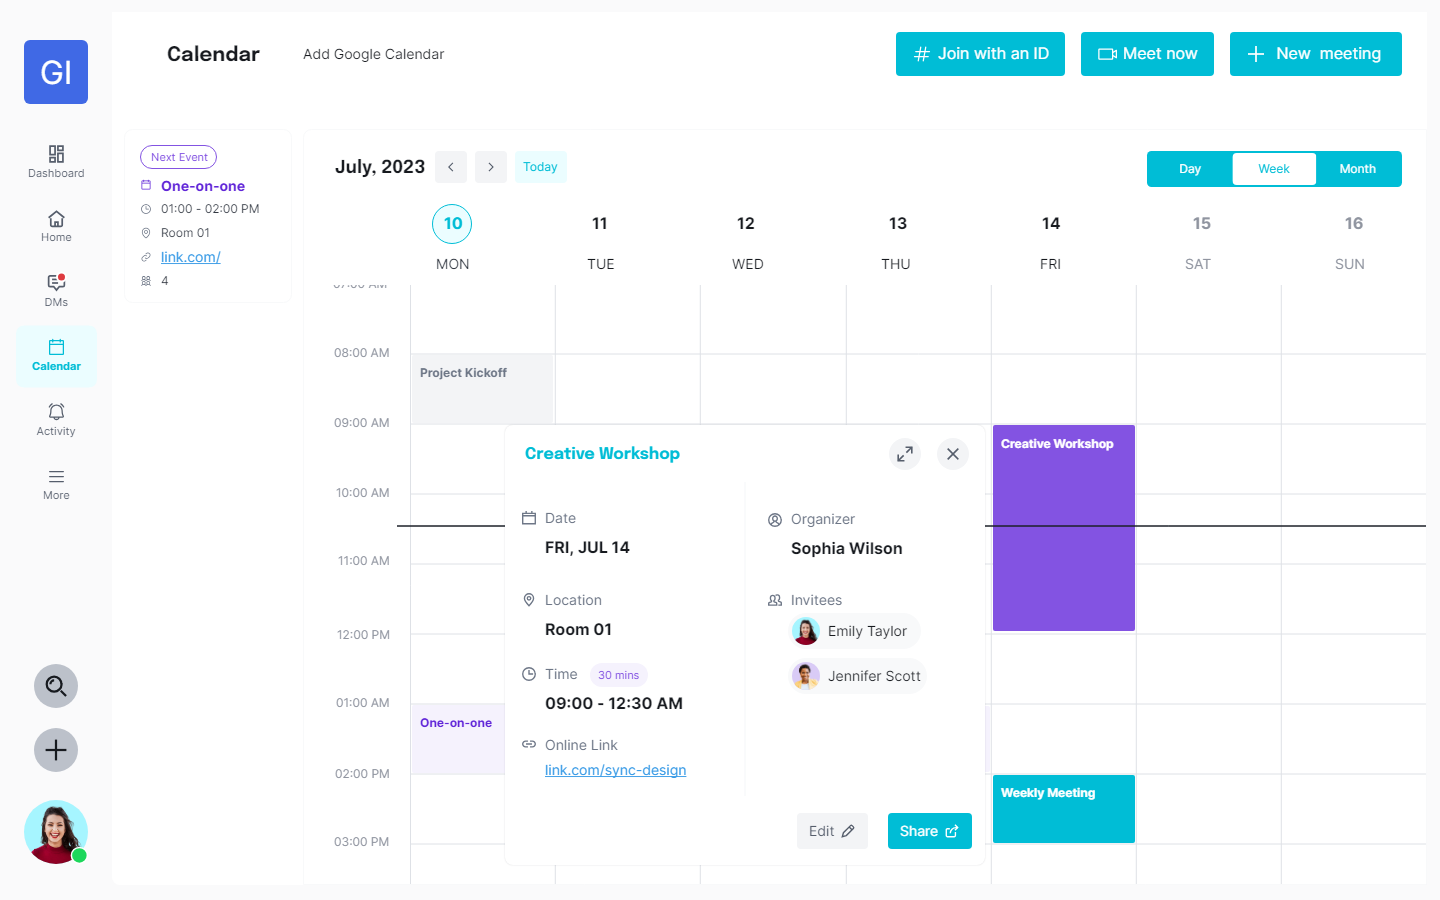 GI
Calendar
Add Google Calendar
Join with an ID
Meet now
New meeting
Dashboard
Home
DMs
Calendar
Activity
More
Next Event
One-on-one
01:00 - 02:00 PM
Room 01
link.com/
4
July, 2023
Today
Day
Week
Month
10
11
12
13
14
15
16
MON
TUE
WED
THU
FRI
SAT
SUN
07:00 AM
08:00 AM
09:00 AM
10:00 AM
11:00 AM
12:00 PM
01:00 AM
02:00 PM
03:00 PM
Project Kickoff
One-on-one
Creative Workshop
Weekly Meeting
Creative Workshop
Date
FRI, JUL 14
Location
Room 01
Time
30 mins
09:00 - 12:30 AM
Online Link
link.com/sync-design
Organizer
Sophia Wilson
Invitees
Emily Taylor
Jennifer Scott
Edit
Share